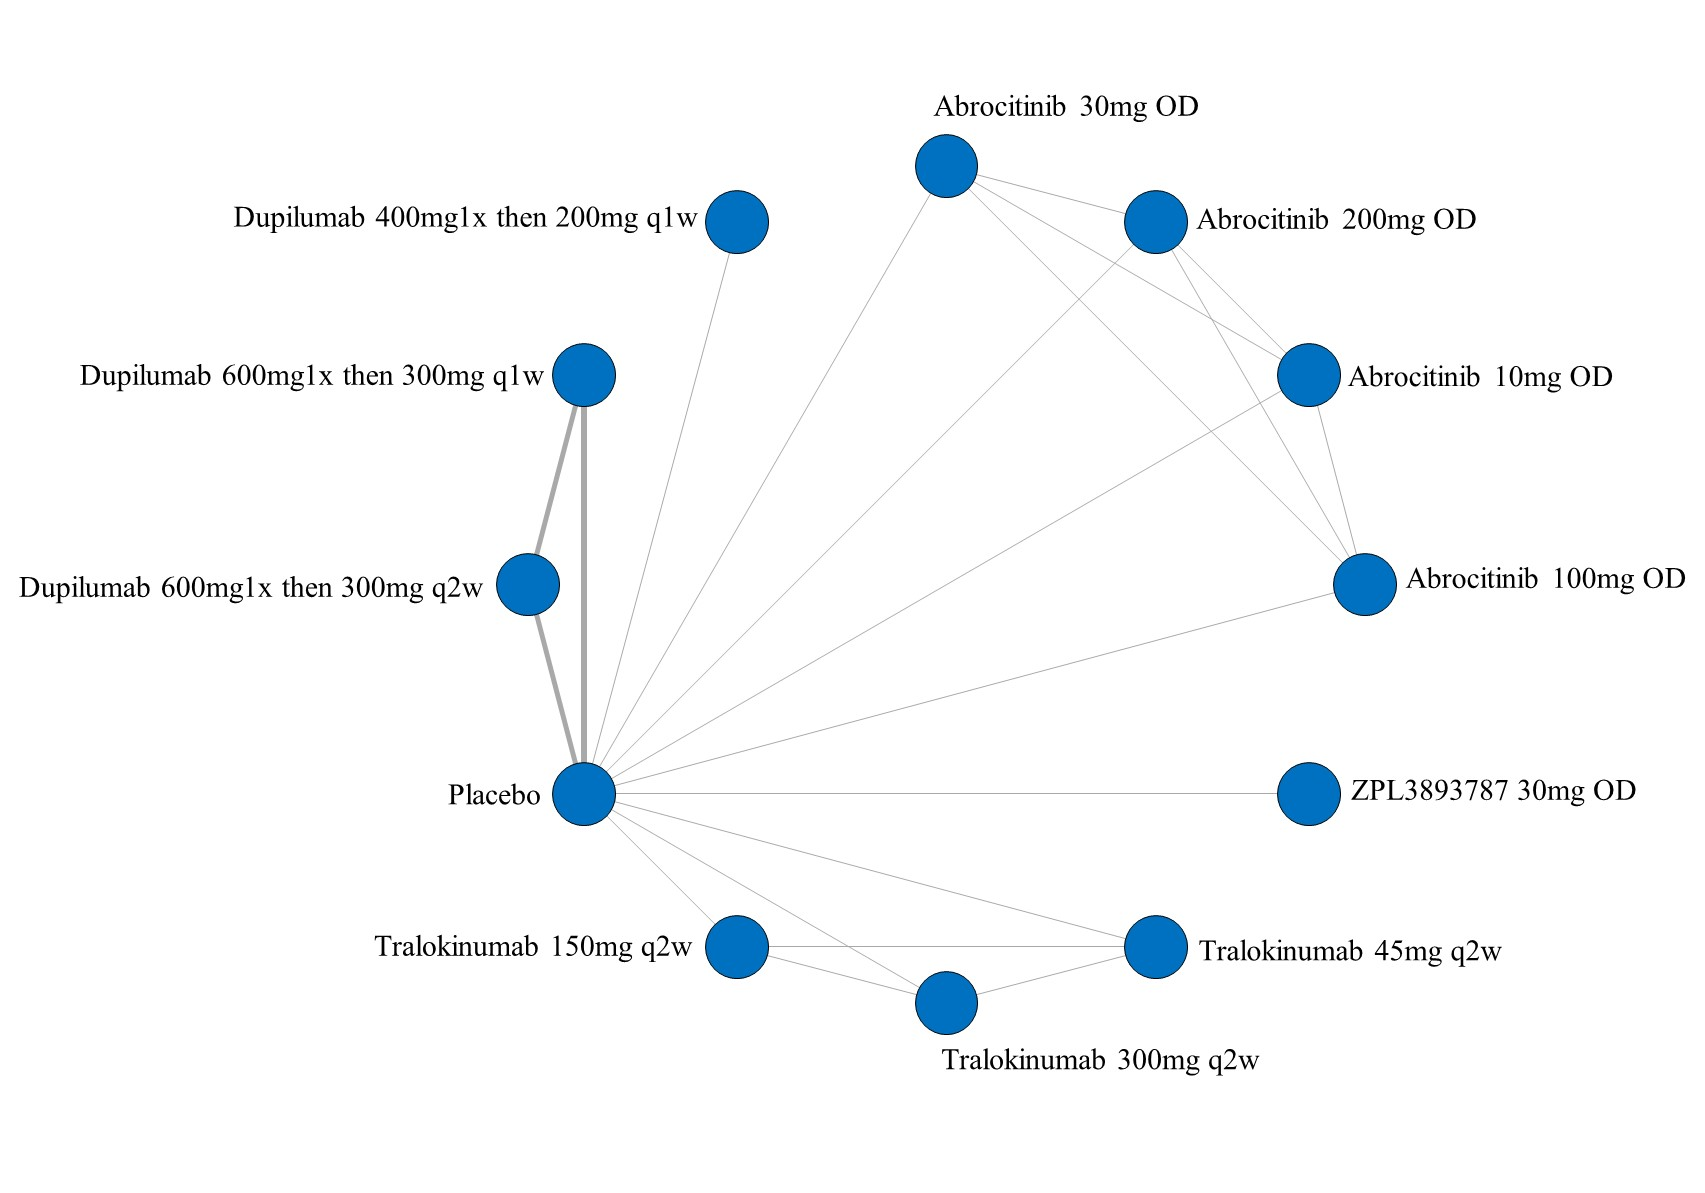 Abrocitinib 30mg OD
Dupilumab 400mg1x then 200mg q1w
Abrocitinib 200mg OD
Dupilumab 600mg1x then 300mg q1w
Abrocitinib 10mg OD
Dupilumab 600mg1x then 300mg q2w
Abrocitinib 100mg OD
Placebo
ZPL3893787 30mg OD
Tralokinumab 150mg q2w
Tralokinumab 45mg q2w
Tralokinumab 300mg q2w